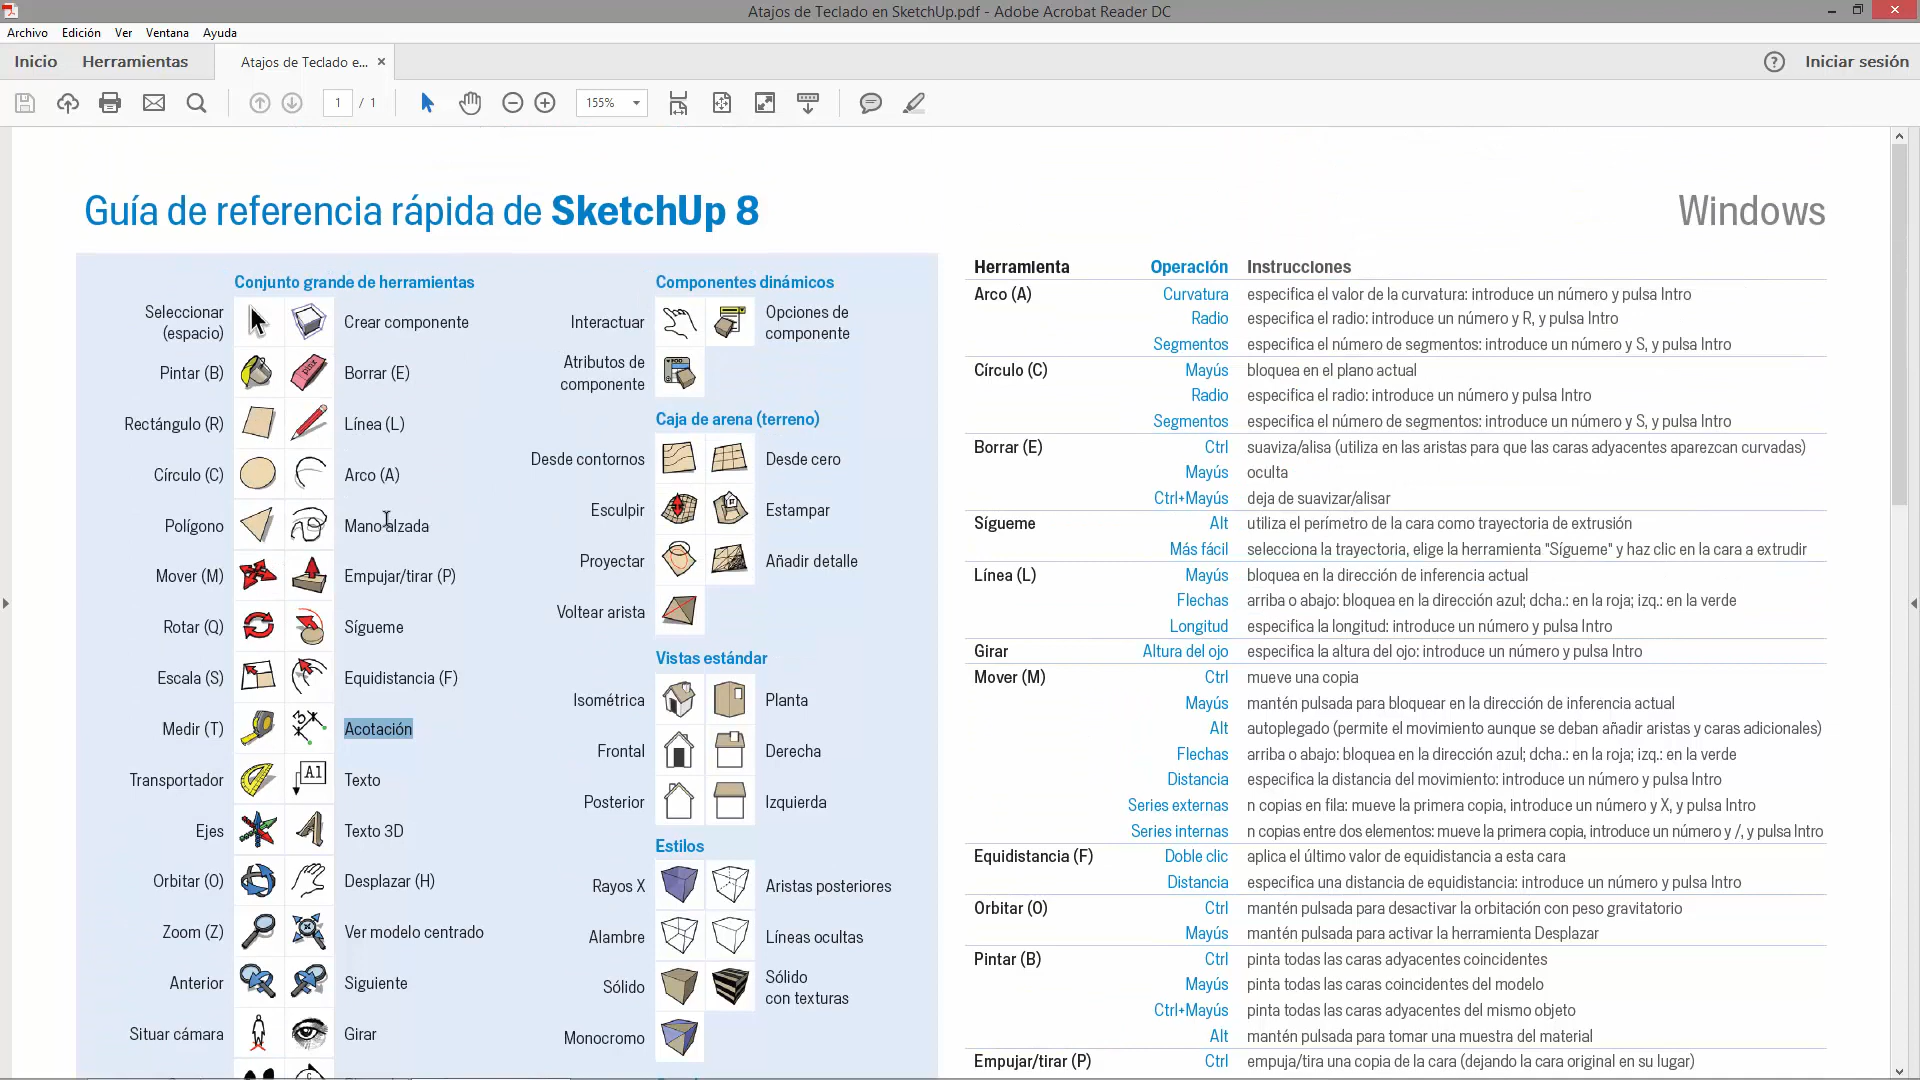 Atajos de Teclado en SketchUp.pdf - Adobe Acrobat Reader DC
Archivo Edición Ver Ventana Ayuda
Inicio Herramientas Atajos de Teclado e... × Iniciar sesión
1 / 1 155%
Guía de referencia rápida de SketchUp 8
Windows
Conjunto grande de herramientas
Seleccionar (espacio)
Crear componente
Pintar (B)
Borrar (E)
Rectángulo (R)
Línea (L)
Círculo (C)
Arco (A)
Polígono
Mano alzada
Mover (M)
Empujar/tirar (P)
Rotar (Q)
Sígueme
Escala (S)
Equidistancia (F)
Medir (T)
Acotación
Transportador
Texto
Ejes
Texto 3D
Orbitar (O)
Desplazar (H)
Zoom (Z)
Ver modelo centrado
Anterior
Siguiente
Situar cámara
Girar
Componentes dinámicos
Interactuar
Opciones de componente
Atributos de componente
Caja de arena (terreno)
Desde contornos
Desde cero
Esculpir
Estampar
Proyectar
Añadir detalle
Voltear arista
Vistas estándar
Isométrica
Planta
Frontal
Derecha
Posterior
Izquierda
Estilos
Rayos X
Aristas posteriores
Alambre
Líneas ocultas
Sólido
Sólido con texturas
Monocromo
Herramienta Operación Instrucciones
Arco (A) Curvatura especifica el valor de la curvatura: introduce un número y pulsa Intro
Radio especifica el radio: introduce un número y R, y pulsa Intro
Segmentos especifica el número de segmentos: introduce un número y S, y pulsa Intro
Círculo (C) Mayús bloquea en el plano actual
Radio especifica el radio: introduce un número y pulsa Intro
Segmentos especifica el número de segmentos: introduce un número y S, y pulsa Intro
Borrar (E) Ctrl suaviza/alisa (utiliza en las aristas para que las caras adyacentes aparezcan curvadas)
Mayús oculta
Ctrl+Mayús deja de suavizar/alisar
Sígueme Alt utiliza el perímetro de la cara como trayectoria de extrusión
Más fácil selecciona la trayectoria, elige la herramienta "Sígueme" y haz clic en la cara a extrudir
Línea (L) Mayús bloquea en la dirección de inferencia actual
Flechas arriba o abajo: bloquea en la dirección azul; dcha.: en la roja; izq.: en la verde
Longitud especifica la longitud: introduce un número y pulsa Intro
Girar Altura del ojo especifica la altura del ojo: introduce un número y pulsa Intro
Mover (M) Ctrl mueve una copia
Mayús mantén pulsada para bloquear en la dirección de inferencia actual
Alt autoplegado (permite el movimiento aunque se deban añadir aristas y caras adicionales)
Flechas arriba o abajo: bloquea en la dirección azul; dcha.: en la roja; izq.: en la verde
Distancia especifica la distancia del movimiento: introduce un número y pulsa Intro
Series externas n copias en fila: mueve la primera copia, introduce un número y X, y pulsa Intro
Series internas n copias entre dos elementos: mueve la primera copia, introduce un número y /, y pulsa Intro
Equidistancia (F) Doble clic aplica el último valor de equidistancia a esta cara
Distancia especifica una distancia de equidistancia: introduce un número y pulsa Intro
Orbitar (O) Ctrl mantén pulsada para desactivar la orbitación con peso gravitatorio
Mayús mantén pulsada para activar la herramienta Desplazar
Pintar (B) Ctrl pinta todas las caras adyacentes coincidentes
Mayús pinta todas las caras coincidentes del modelo
Ctrl+Mayús pinta todas las caras adyacentes del mismo objeto
Alt mantén pulsada para tomar una muestra del material
Empujar/tirar (P) Ctrl empuja/tira una copia de la cara (dejando la cara original en su lugar)